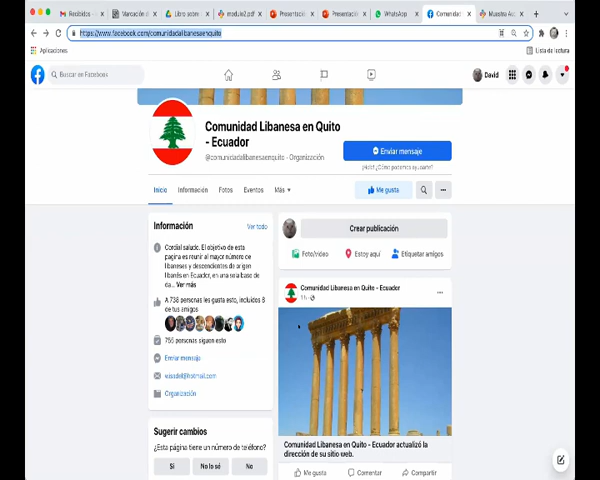 Recibidos
Marcación d
Libro sobre
modulo2.pdf
Presentació
Presentació
WhatsApp
Comunidad
Muestra Au
https://www.facebook.com/comunidadlibanesaenquito
Aplicaciones
Lista de lectura
Buscar en Facebook
David
Comunidad Libanesa en Quito
- Ecuador
@comunidadlibanesaenquito · Organización
Enviar mensaje
Inicio
Información
Fotos
Eventos
Más
Me gusta
Información
Ver todo
Cordial saludo. El objetivo de esta
pagina es reunir al mayor número de
libaneses y descendientes de origen
libanés en Ecuador, en una sola base de
da... Ver más
A 738 personas les gusta esto, incluidos 8
de tus amigos
755 personas siguen esto
Enviar mensaje
Organización
Sugerir cambios
¿Esta página tiene un número de teléfono?
Sí
No lo sé
No
Crear publicación
Foto/video
Estoy aquí
Etiquetar amigos
Comunidad Libanesa en Quito - Ecuador
Comunidad Libanesa en Quito - Ecuador actualizó la
dirección de su sitio web.
Me gusta
Comentar
Compartir